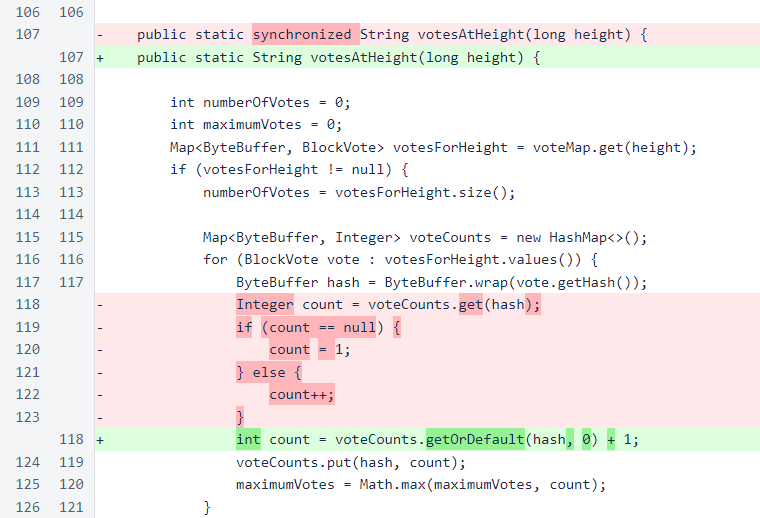 106 106
107 - public static synchronized String votesAtHeight(long height) {
107 + public static String votesAtHeight(long height) {
108 108
109 109 int numberOfVotes = 0;
110 110 int maximumVotes = 0;
111 111 Map<ByteBuffer, BlockVote> votesForHeight = voteMap.get(height);
112 112 if (votesForHeight != null) {
113 113 numberOfVotes = votesForHeight.size();
114 114
115 115 Map<ByteBuffer, Integer> voteCounts = new HashMap<>();
116 116 for (BlockVote vote : votesForHeight.values()) {
117 117 ByteBuffer hash = ByteBuffer.wrap(vote.getHash());
118 - Integer count = voteCounts.get(hash);
119 - if (count == null) {
120 - count = 1;
121 - } else {
122 - count++;
123 - }
118 + int count = voteCounts.getOrDefault(hash, 0) + 1;
124 119 voteCounts.put(hash, count);
125 120 maximumVotes = Math.max(maximumVotes, count);
126 121 }